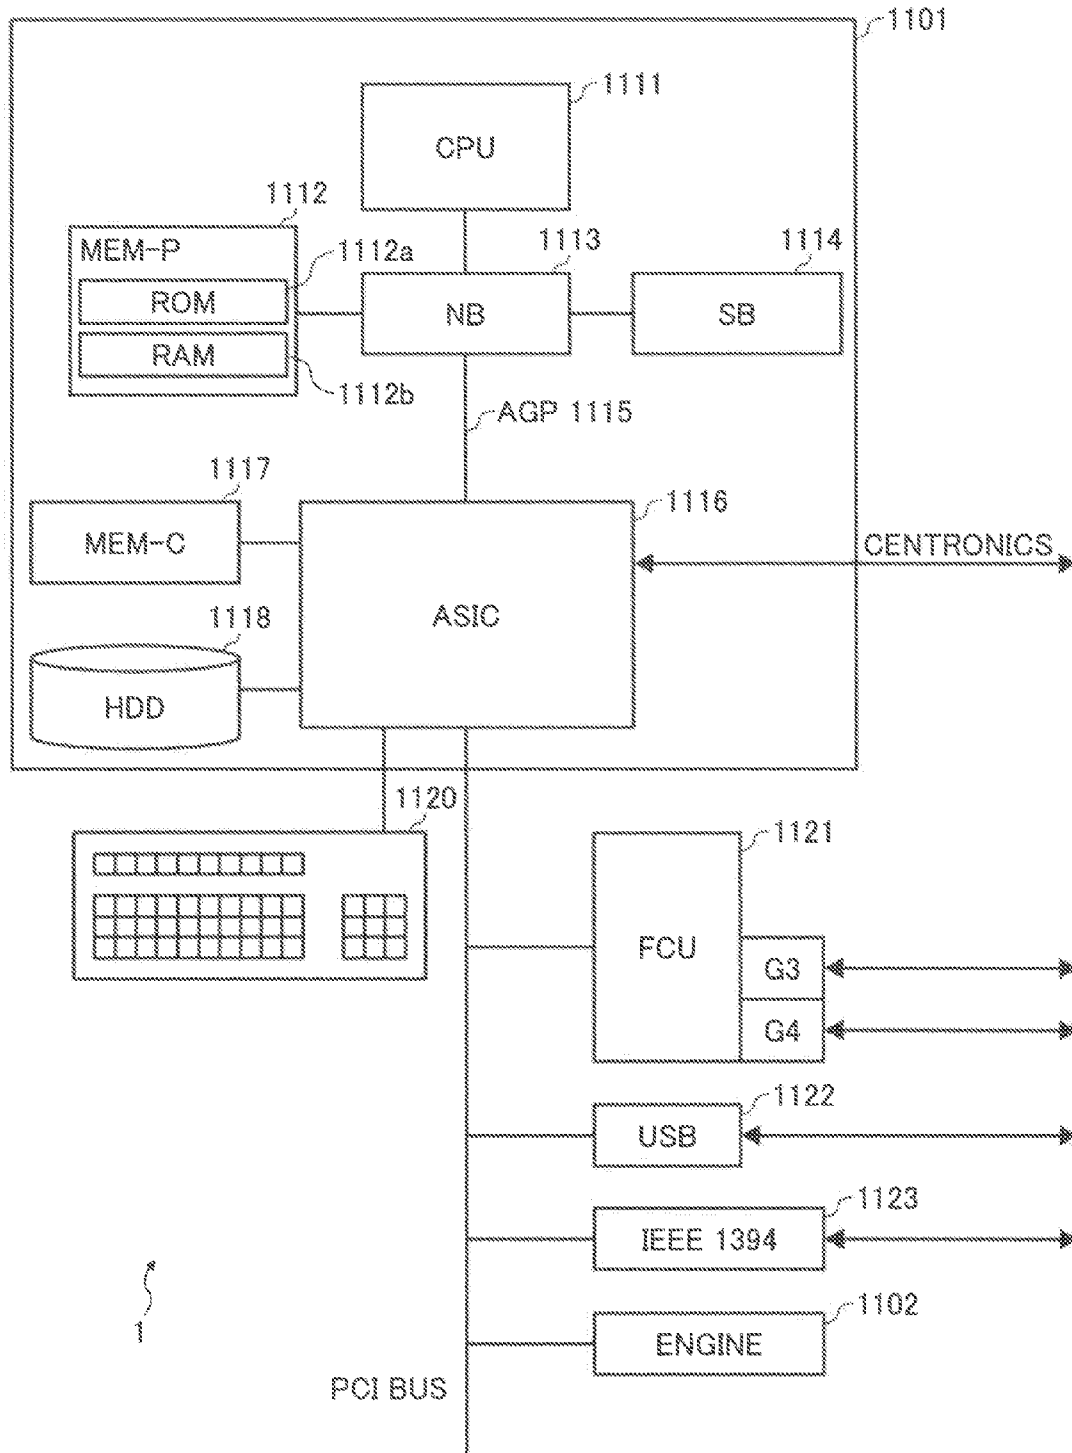 1101
1111
CPU
1112
MEM-P
1112a
1113
1114
ROM
NB
SB
RAM
1112b
AGP 1115
1117
1116
MEM-C
CENTRONICS
ASIC
1118
HDD
1120
1121
FCU
G3
G4
1122
USB
1123
IEEE 1394
1102
1
ENGINE
PCI BUS